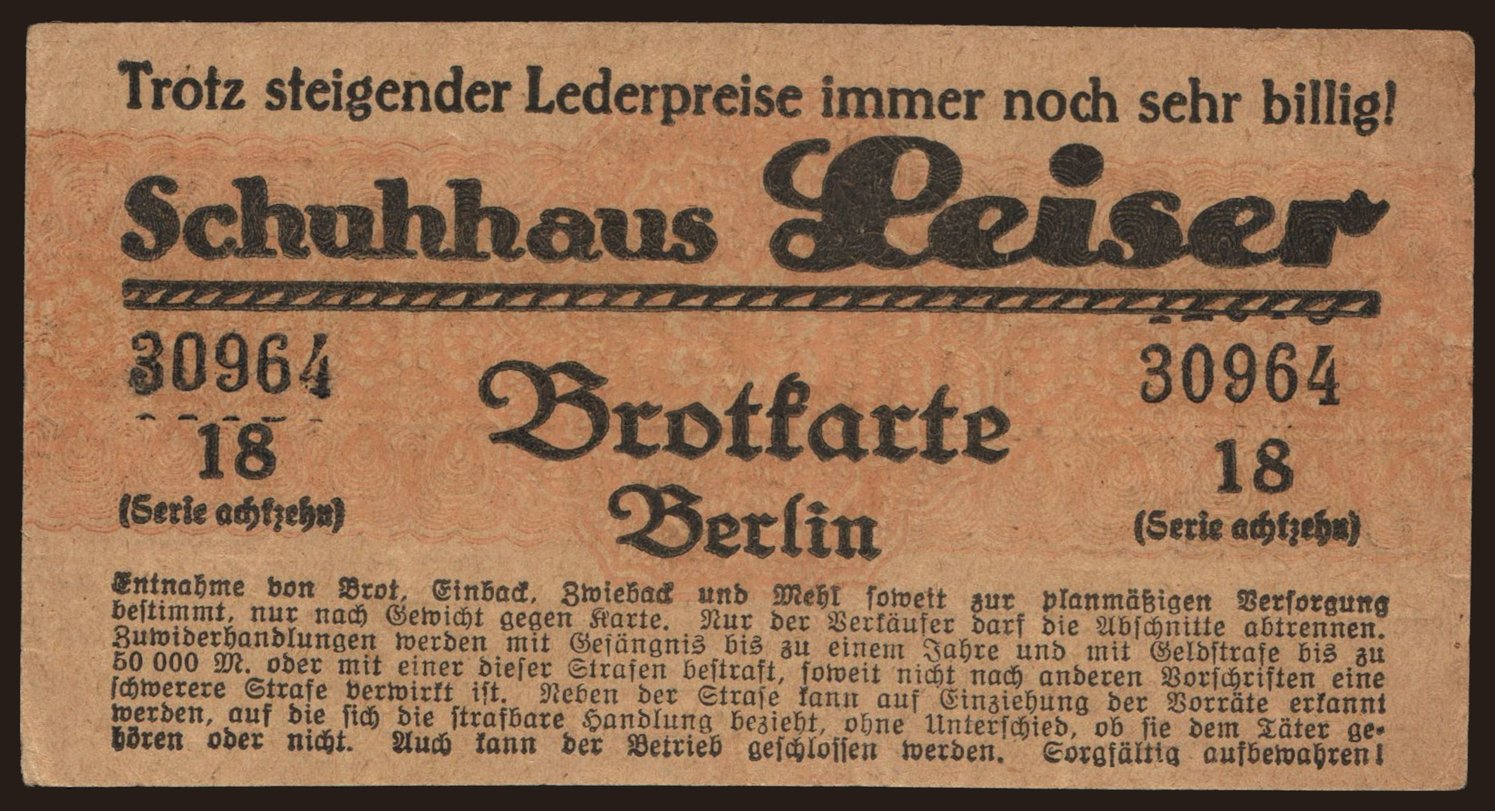 Trotz steigender Lederpreise immer noch sehr billig!
Schuhhaus Leiser
30964
30964
Brotkarte
18
18
(Serie achtzehn)
(Serie achtzehn)
Berlin
Entnahme von Brot, Einback, Zwieback und Mehl soweit zur planmäßigen Versorgung
bestimmt, nur nach Gewicht gegen Karte. Nur der Verkäufer darf die Abschnitte abtrennen.
Zuwiderhandlungen werden mit Gefängnis bis zu einem Jahre und mit Geldstrafe bis zu
50 000 M. oder mit einer dieser Strafen bestraft, soweit nicht nach anderen Vorschriften eine
schwerere Strafe verwirkt ist. Neben der Strafe kann auf Einziehung der Vorräte erkannt
werden, auf die sich die strafbare Handlung bezieht, ohne Unterschied, ob sie dem Täter ge-
hören oder nicht. Auch kann der Betrieb geschlossen werden. Sorgfältig aufbewahren!